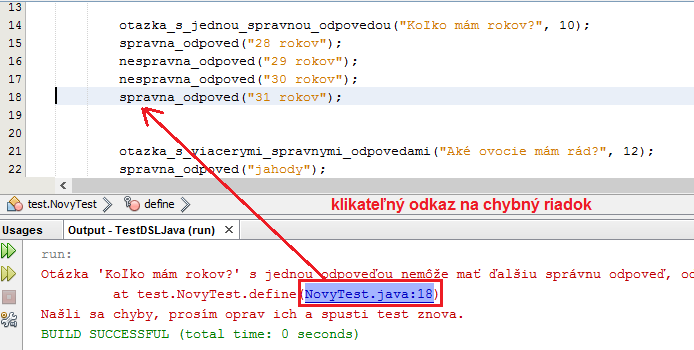 13
14 otazka_s_jednou_spravnou_odpovedou("Koľko mám rokov?", 10);
15 spravna_odpoved("28 rokov");
16 nespravna_odpoved("29 rokov");
17 nespravna_odpoved("30 rokov");
18 spravna_odpoved("31 rokov");
19
20
21 otazka_s_viacerymi_spravnymi_odpovedami("Aké ovocie mám rád?", 12);
22 spravna_odpoved("jahody");
test.NovyTest define
klikateľný odkaz na chybný riadok
Usages Output - TestDSLJava (run)
run:
Otázka 'Koľko mám rokov?' s jednou odpoveďou nemôže mať ďalšiu správnu odpoveď, od
at test.NovyTest.define(NovyTest.java:18)
Našli sa chyby, prosím oprav ich a spusti test znova.
BUILD SUCCESSFUL (total time: 0 seconds)